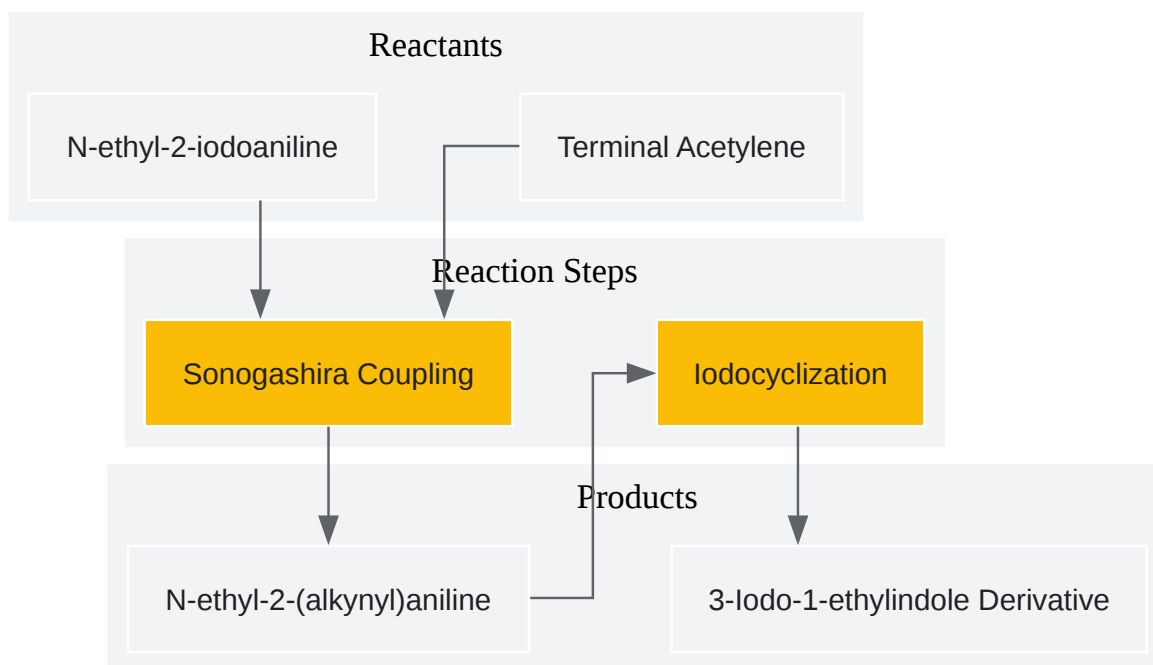 Reactants
N-ethyl-2-iodoaniline
Terminal Acetylene
Reaction Steps
Sonogashira Coupling
Iodocyclization
Products
N-ethyl-2-(alkynyl)aniline
3-Iodo-1-ethylindole Derivative